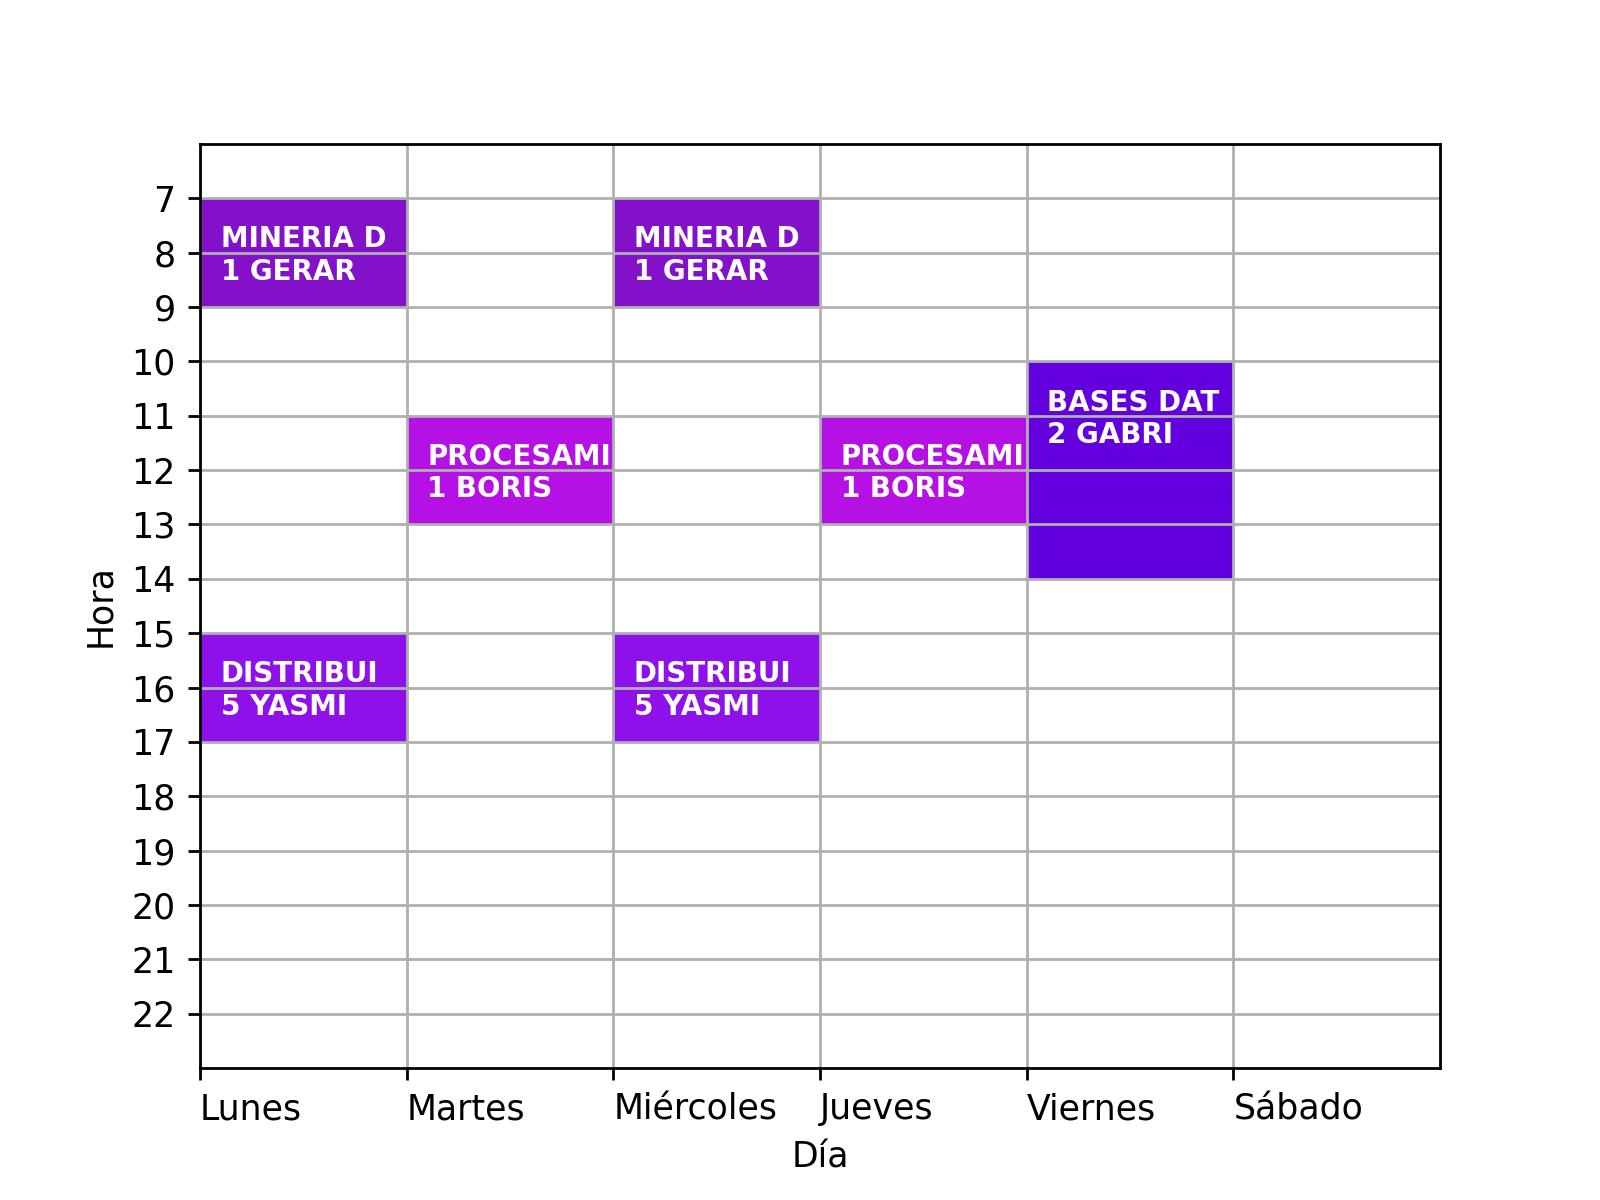 7
8
9
10
11
12
13
14
15
16
17
18
19
20
21
22
Hora
MINERIA D
1 GERAR
MINERIA D
1 GERAR
BASES DAT
2 GABRI
PROCESAMI
1 BORIS
PROCESAMI
1 BORIS
DISTRIBUI
5 YASMI
DISTRIBUI
5 YASMI
Lunes
Martes
Miércoles
Jueves
Viernes
Sábado
Día